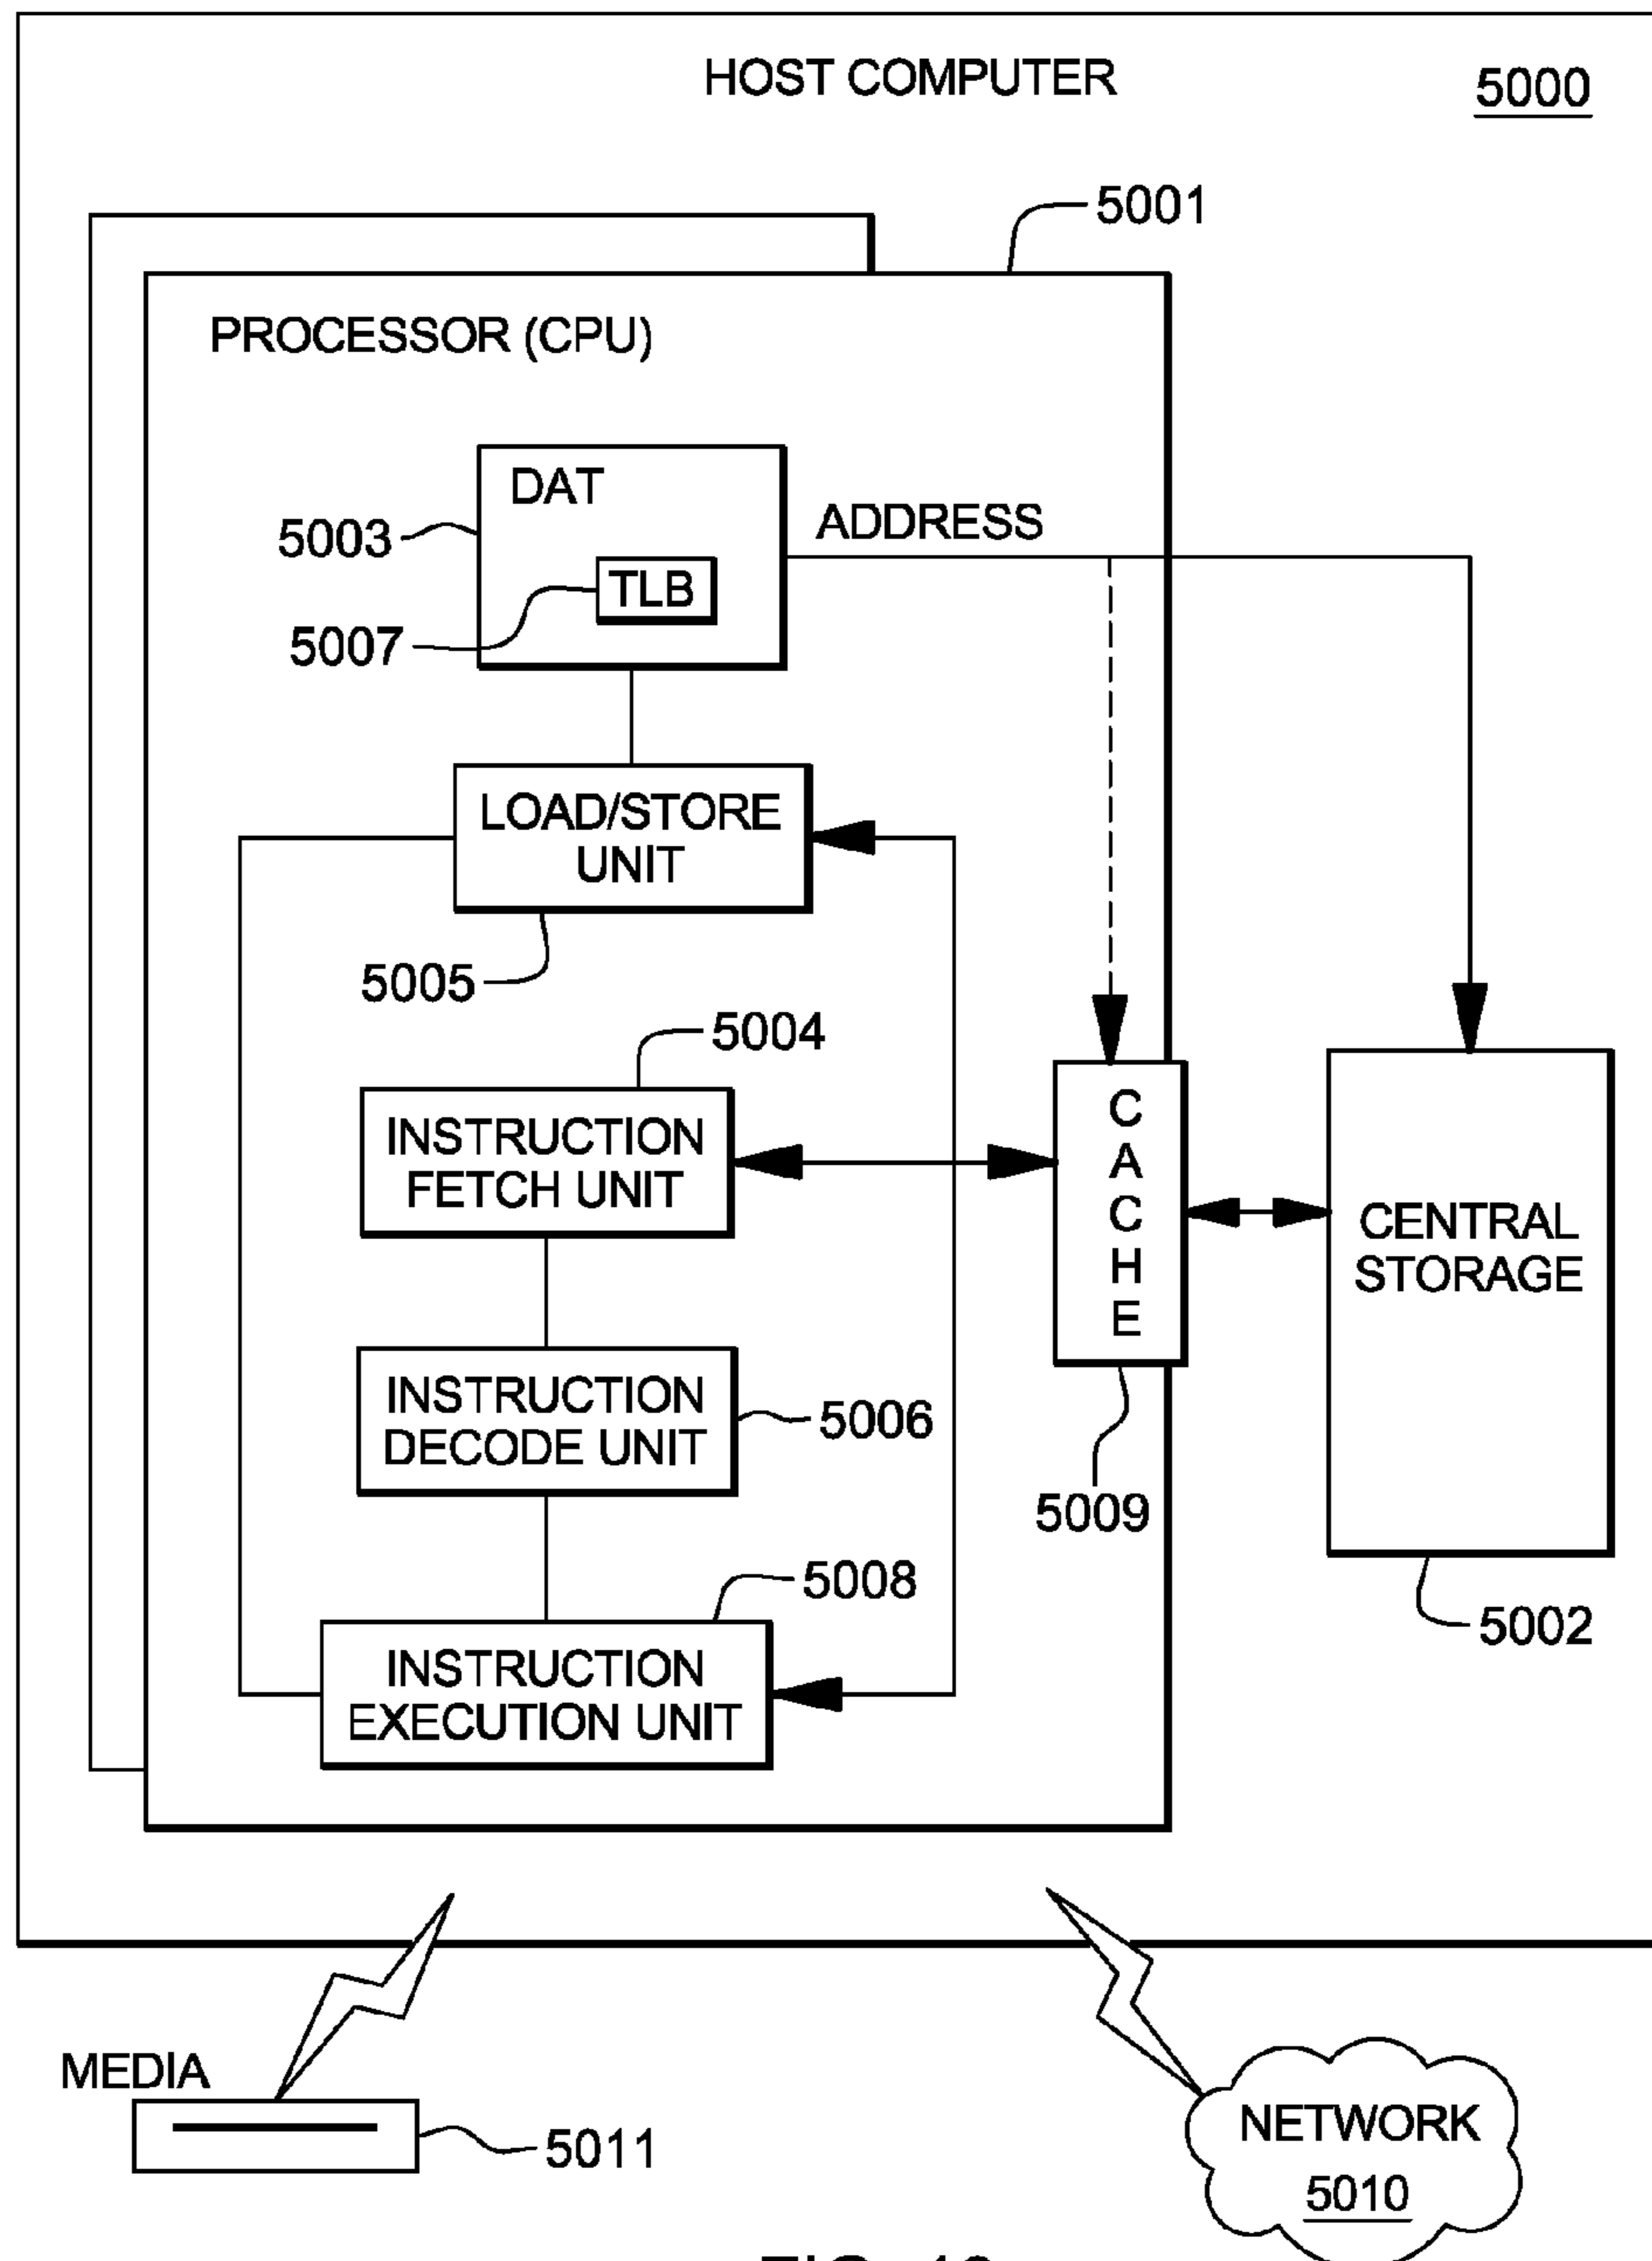 HOST COMPUTER
5000
5001
PROCESSOR (CPU)
DAT
ADDRESS
5003
TLB
5007
LOAD/STORE
UNIT
5005
5004
INSTRUCTION
FETCH UNIT
CACHE
CENTRAL
STORAGE
INSTRUCTION
DECODE UNIT
5006
5009
5008
5002
INSTRUCTION
EXECUTION UNIT
MEDIA
5011
NETWORK
5010